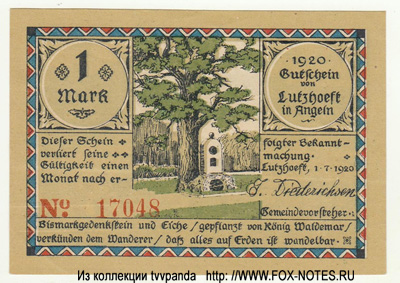 1
Mark
1920
Gutschein
von
Lutzhoeft
in Angeln
Dieser Schein
verliert seine
Gültigkeit einen
Monat nach er-
folgter Bekannt-
machung.
Lutzhoeft, 1·7·1920
E. Diederichsen
Gemeindevorsteher
No 17048
Bismarckgedenkstein und Eiche / gepflanzt von König Waldemar /
verkünden dem Wanderer / daß alles auf Erden ist wandelbar
Из коллекции tvvpanda http://WWW.FOX-NOTES.RU